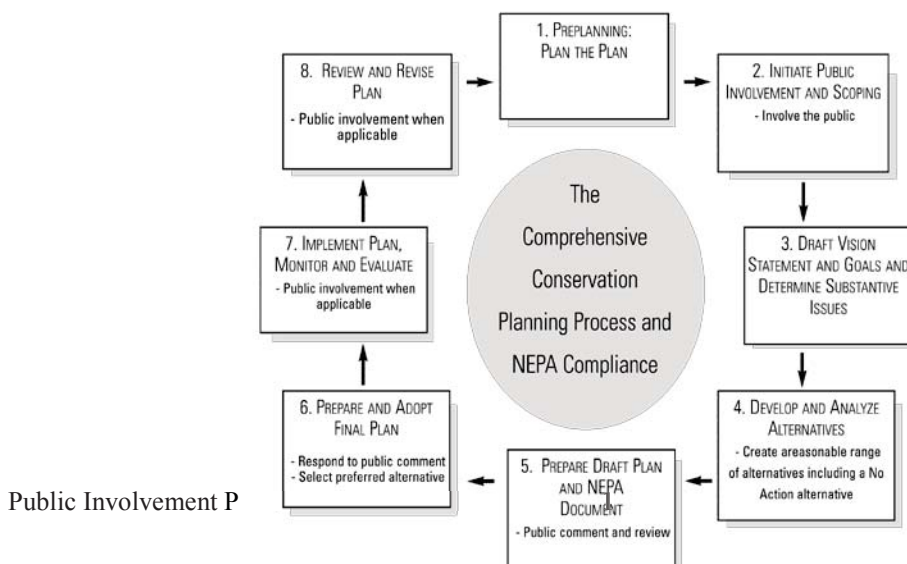 1. PREPLANNING:
PLAN THE PLAN
2. INITIATE PUBLIC
INVOLVEMENT AND SCOPING
- Involve the public
3. DRAFT VISION
STATEMENT AND GOALS AND
DETERMINE SUBSTANTIVE
ISSUES
4. DEVELOP AND ANALYZE
ALTERNATIVES
- Create areasonable range
of alternatives including a No
Action alternative
5. PREPARE DRAFT PLAN
AND NEPA
DOCUMENT
- Public comment and review
6. PREPARE AND ADOPT
FINAL PLAN
- Respond to public comment
- Select preferred alternative
7. IMPLEMENT PLAN,
MONITOR AND EVALUATE
- Public involvement when
applicable
8. REVIEW AND REVISE
PLAN
- Public involvement when
applicable
The
Comprehensive
Conservation
Planning Process and
NEPA Compliance
Public Involvement P